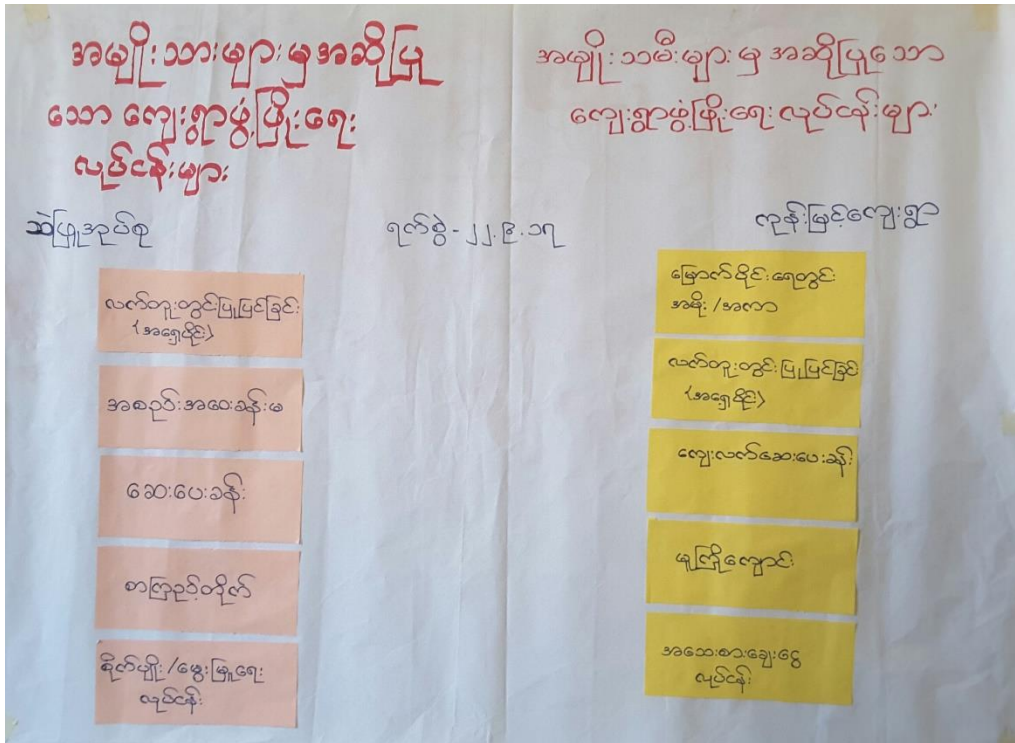 အမျိုးသားများမှအဆိုပြု
သော ကျေးရွာဖွံ့ဖြိုးရေး
လုပ်ငန်းများ
အမျိုးသမီးများမှ အဆိုပြုသော
ကျေးရွာဖွံ့ဖြိုးရေး လုပ်ငန်းများ
ဆဲဖြူအုပ်စု
ရက်စွဲ - ၂၂.၉.၁၇
ကုန်းမြင့်ကျေးရွာ
လက်တူးတွင်းပြုပြင်ခြင်း
(အရှေ့ပိုင်း)
အစည်းအဝေးခန်းမ
ဆေးပေးခန်း
စာကြည့်တိုက်
စိုက်ပျိုး/မွေးမြူရေး
လုပ်ငန်း
မြောက်ပိုင်းရေတွင်း
အမိုး/အကာ
လက်တူးတွင်းပြုပြင်ခြင်း
(အရှေ့ပိုင်း)
ကျေးလက်ဆေးပေးခန်း
မူကြိုကျောင်း
အသေးစားချေးငွေ
လုပ်ငန်း